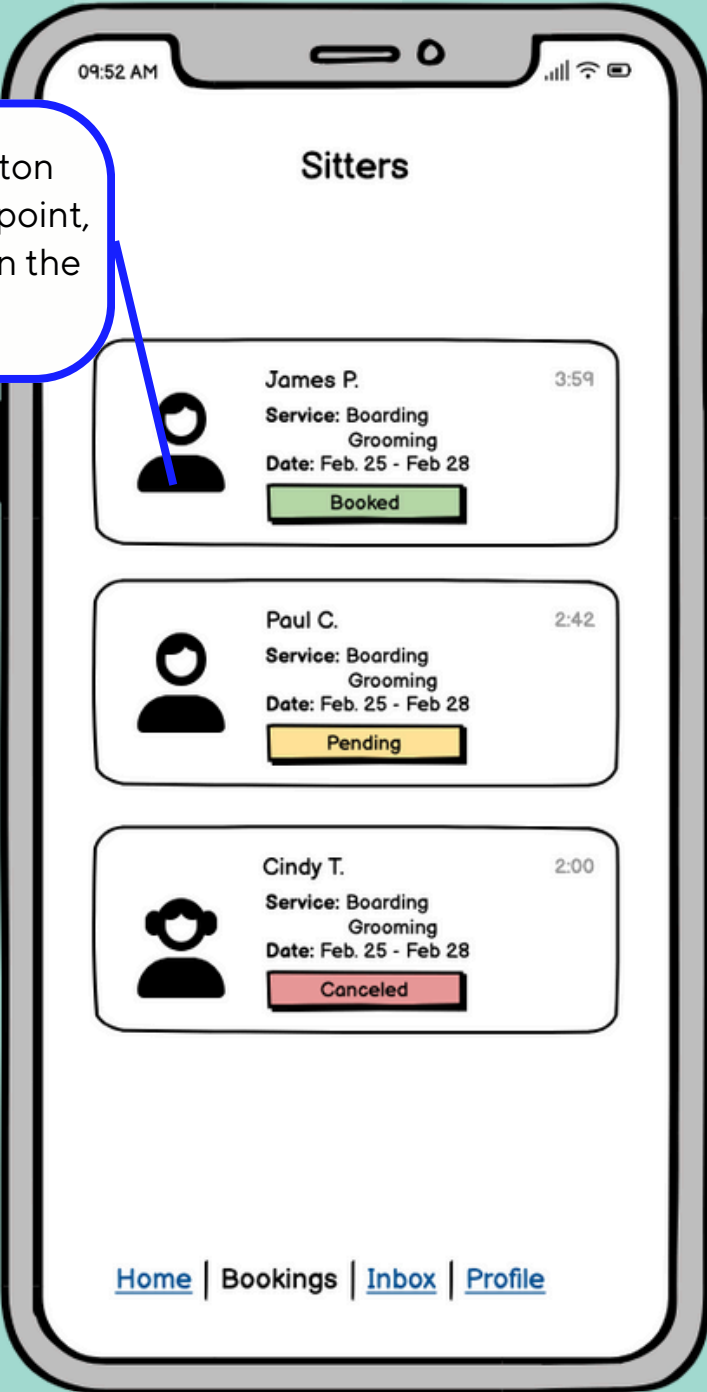 09:52 AM
ton
point,
n the
Sitters
James P.
3:59
Service: Boarding
Grooming
Date: Feb. 25 - Feb 28
Booked
Paul C.
2:42
Service: Boarding
Grooming
Date: Feb. 25 - Feb 28
Pending
Cindy T.
2:00
Service: Boarding
Grooming
Date: Feb. 25 - Feb 28
Canceled
Home | Bookings | Inbox | Profile